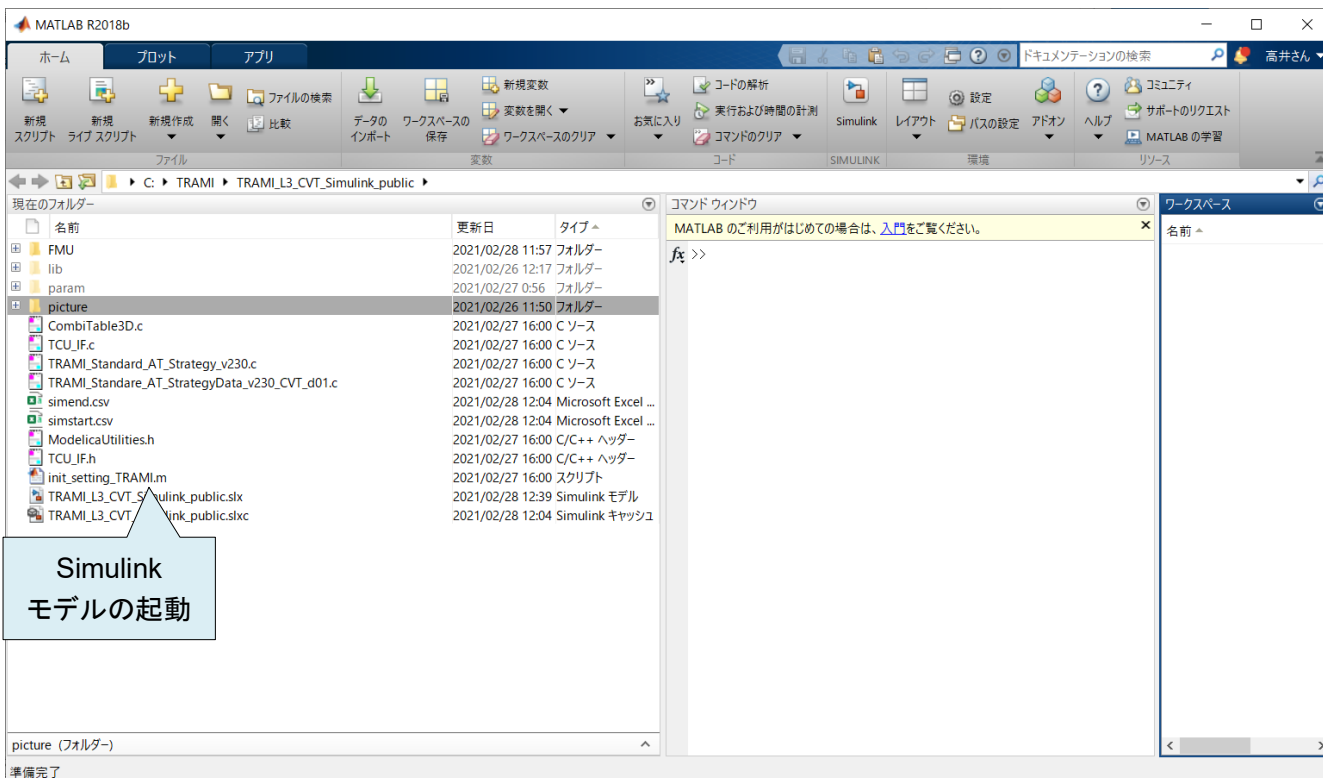 MATLAB R2018b
ホーム プロット アプリ ドキュメンテーションの検索 高井さん
新規スクリプト
新規ライブ スクリプト
新規作成
開く
ファイルの検索
比較
ファイル
データのインポート
ワークスペースの保存
新規変数
変数を開く
ワークスペースのクリア
変数
お気に入り
コードの解析
実行および時間の計測
コマンドのクリア
コード
Simulink
SIMULINK
レイアウト
設定
パスの設定
アドオン
環境
ヘルプ
コミュニティ
サポートのリクエスト
MATLAB の学習
リソース
C: TRAMI TRAMI_L3_CVT_Simulink_public
現在のフォルダー
名前 更新日 タイプ
FMU 2021/02/28 11:57 フォルダー
lib 2021/02/26 12:17 フォルダー
param 2021/02/27 0:56 フォルダー
picture 2021/02/26 11:50 フォルダー
CombiTable3D.c 2021/02/27 16:00 C ソース
TCU_IF.c 2021/02/27 16:00 C ソース
TRAMI_Standard_AT_Strategy_v230.c 2021/02/27 16:00 C ソース
TRAMI_Standare_AT_StrategyData_v230_CVT_d01.c 2021/02/27 16:00 C ソース
simend.csv 2021/02/28 12:04 Microsoft Excel ...
simstart.csv 2021/02/28 12:04 Microsoft Excel ...
ModelicaUtilities.h 2021/02/27 16:00 C/C++ ヘッダー
TCU_IF.h 2021/02/27 16:00 C/C++ ヘッダー
init_setting_TRAMI.m 2021/02/27 16:00 スクリプト
TRAMI_L3_CVT_Simulink_public.slx 2021/02/28 12:39 Simulink モデル
TRAMI_L3_CVT_Simulink_public.slxc 2021/02/28 12:04 Simulink キャッシュ
Simulink
モデルの起動
picture (フォルダー)
準備完了
コマンド ウィンドウ
MATLAB のご利用がはじめての場合は、入門をご覧ください。
fx >>
ワークスペース
名前